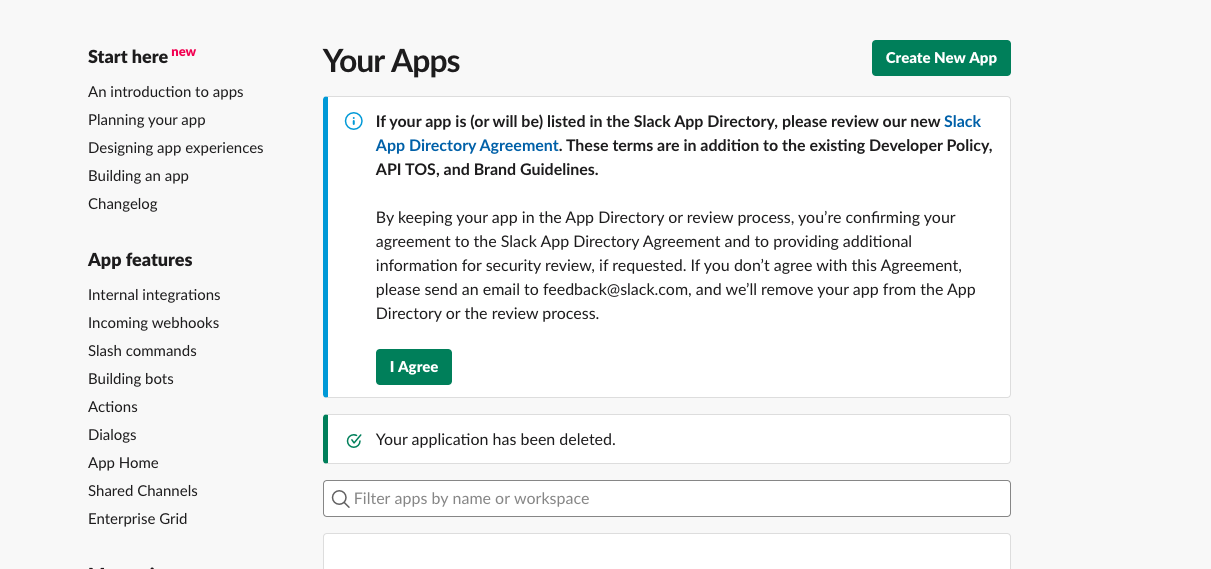 Start here new
An introduction to apps
Planning your app
Designing app experiences
Building an app
Changelog
App features
Internal integrations
Incoming webhooks
Slash commands
Building bots
Actions
Dialogs
App Home
Shared Channels
Enterprise Grid
Your Apps
Create New App
If your app is (or will be) listed in the Slack App Directory, please review our new Slack
App Directory Agreement. These terms are in addition to the existing Developer Policy,
API TOS, and Brand Guidelines.
By keeping your app in the App Directory or review process, you’re confirming your
agreement to the Slack App Directory Agreement and to providing additional
information for security review, if requested. If you don’t agree with this Agreement,
please send an email to feedback@slack.com, and we’ll remove your app from the App
Directory or the review process.
I Agree
Your application has been deleted.
Filter apps by name or workspace